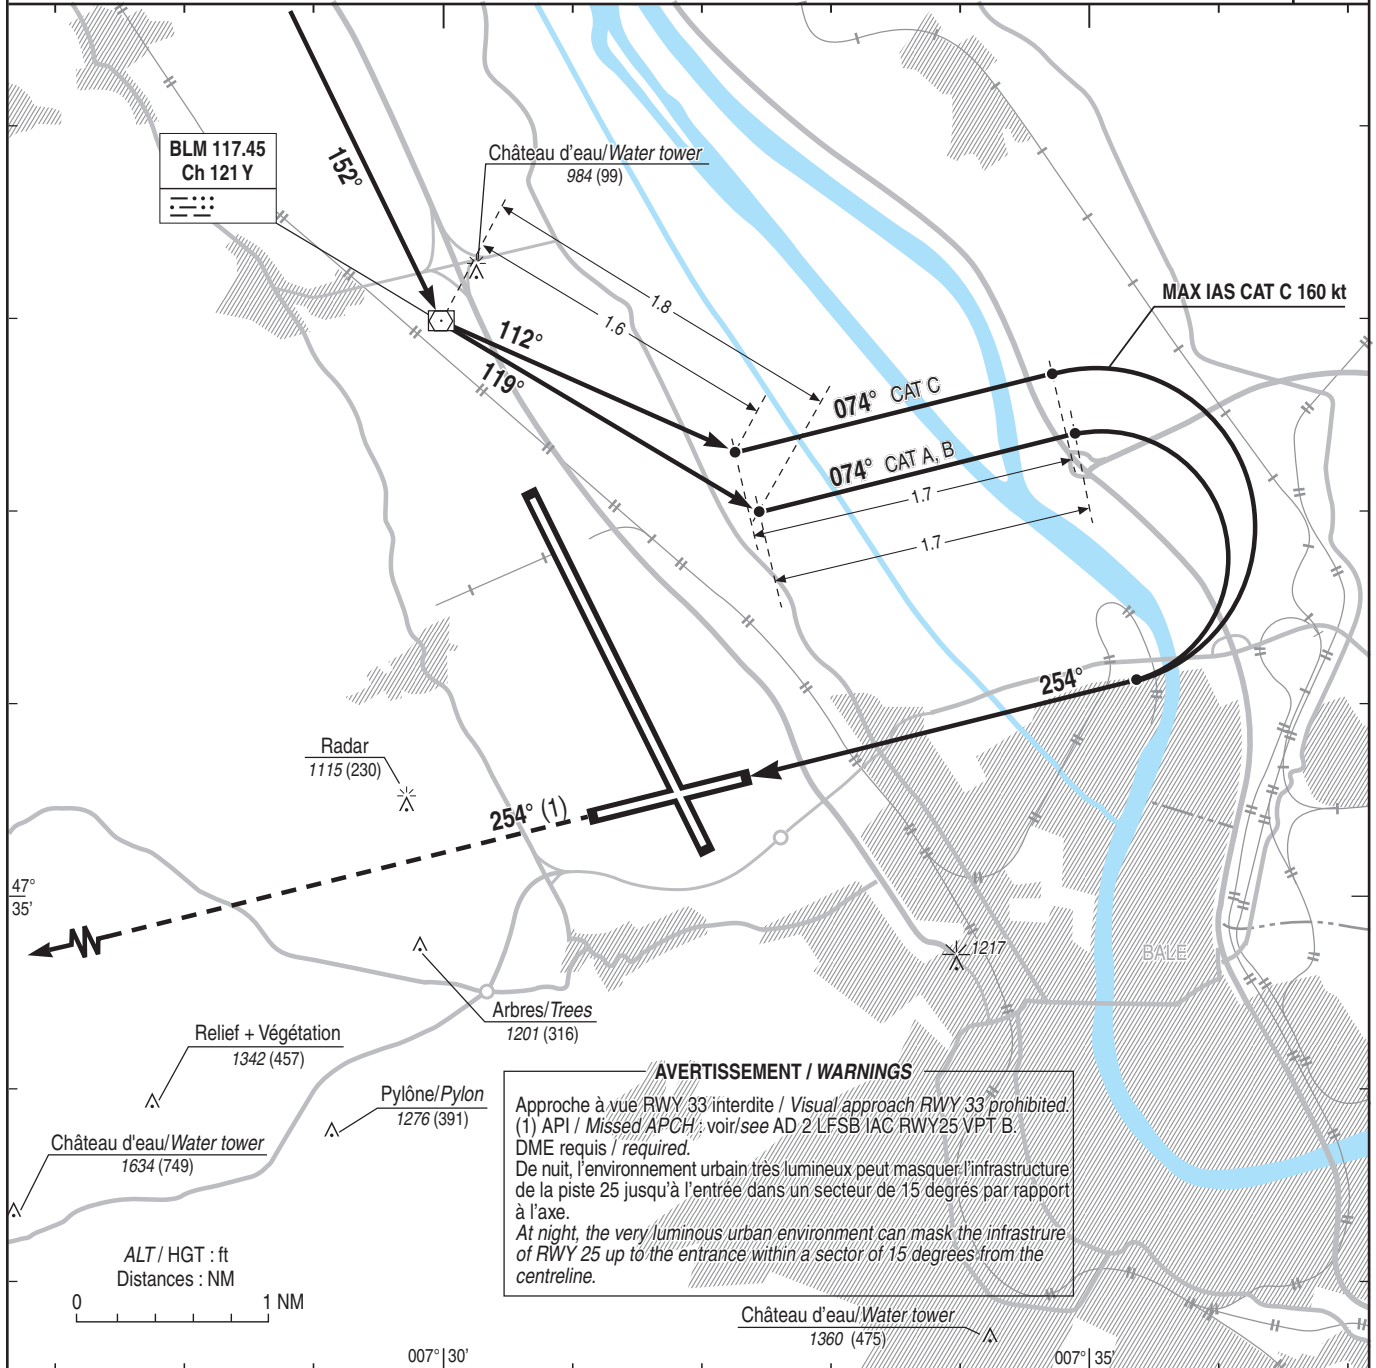 BLM 117.45
Ch 121 Y
152°
Château d'eau/Water tower
984 (99)
1.8
1.6
MAX IAS CAT C 160 kt
112°
119°
074° CAT C
074° CAT A, B
1.7
1.7
254°
Radar
1115 (230)
254° (1)
47°
35'
1217
BALE
Arbres/Trees
1201 (316)
Relief + Végétation
1342 (457)
Pylône/Pylon
1276 (391)
Château d'eau/Water tower
1634 (749)
AVERTISSEMENT / WARNINGS
Approche à vue RWY 33 interdite / Visual approach RWY 33 prohibited.
(1) API / Missed APCH : voir/see AD 2 LFSB IAC RWY25 VPT B.
DME requis / required.
De nuit, l'environnement urbain très lumineux peut masquer l'infrastructure
de la piste 25 jusqu'à l'entrée dans un secteur de 15 degrés par rapport
à l'axe.
At night, the very luminous urban environment can mask the infrastrure
of RWY 25 up to the entrance within a sector of 15 degrees from the
centreline.
ALT / HGT : ft
Distances : NM
0 1 NM
Château d'eau/Water tower
1360 (475)
007° 30'
007° 35'